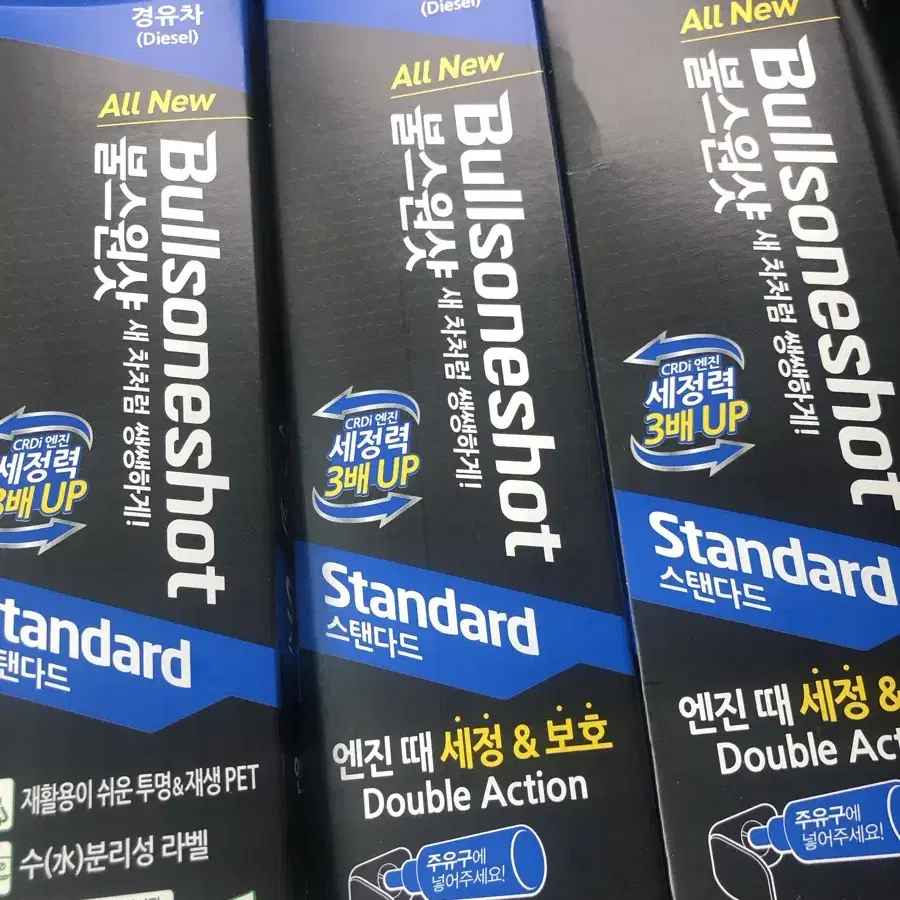 경유차
(Diesel)
All New
Bullsoneshot
불스원샷 새 차처럼 쌩쌩하게!
CRDi 엔진
세정력
3배 UP
Standard
스탠다드
재활용이 쉬운 투명&재생 PET
수(水)분리성 라벨
(Diesel)
All New
Bullsoneshot
불스원샷 새 차처럼 쌩쌩하게!
CRDi 엔진
세정력
3배 UP
Standard
스탠다드
엔진 때 세정 & 보호
Double Action
주유구에
넣어주세요!
All New
Bullsoneshot
불스원샷 새 차처럼 쌩쌩하게!
CRDi 엔진
세정력
3배 UP
Standard
스탠다드
엔진 때 세정 &
Double Act
주유구에
넣어주세요!